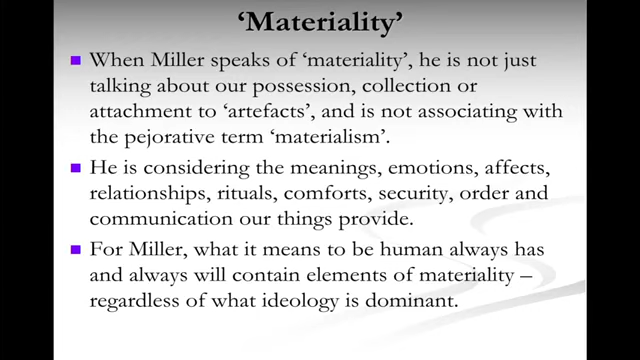 ‘Materiality’
When Miller speaks of ‘materiality’, he is not just
talking about our possession, collection or
attachment to ‘artefacts’, and is not associating with
the pejorative term ‘materialism’.
He is considering the meanings, emotions, affects,
relationships, rituals, comforts, security, order and
communication our things provide.
For Miller, what it means to be human always has
and always will contain elements of materiality –
regardless of what ideology is dominant.